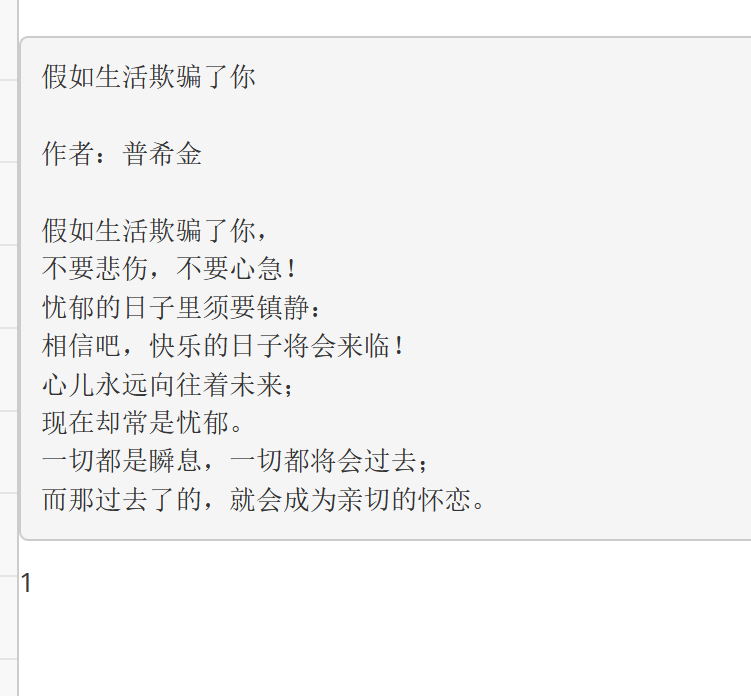 假如生活欺骗了你
作者：普希金
假如生活欺骗了你，
不要悲伤，不要心急！
忧郁的日子里须要镇静：
相信吧，快乐的日子将会来临！
心儿永远向往着未来；
现在却常是忧郁。
一切都是瞬息，一切都将会过去；
而那过去了的，就会成为亲切的怀恋。
1